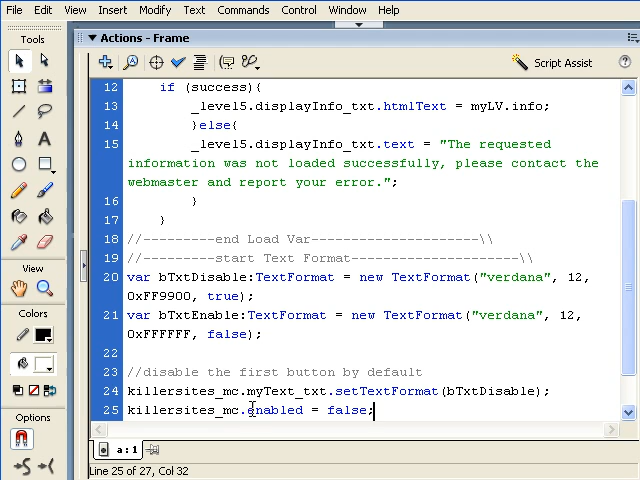 File Edit View Insert Modify Text Commands Control Window Help
Tools
Actions - Frame
Script Assist
12 if (success){
13 _level5.displayInfo_txt.htmlText = myLV.info;
14 }else{
15 _level5.displayInfo_txt.text = "The requested
information was not loaded successfully, please contact the
webmaster and report your error.";
16 }
17 }
18 //---------end Load Var---------------------\\
19 //---------start Text Format---------------------\\
20 var bTxtDisable:TextFormat = new TextFormat("verdana", 12,
0xFF9900, true);
21 var bTxtEnable:TextFormat = new TextFormat("verdana", 12,
0xFFFFFF, false);
22
23 //disable the first button by default
24 killersites_mc.myText_txt.setTextFormat(bTxtDisable);
25 killersites_mc.enabled = false;
View
Colors
Options
a : 1
Line 25 of 27, Col 32